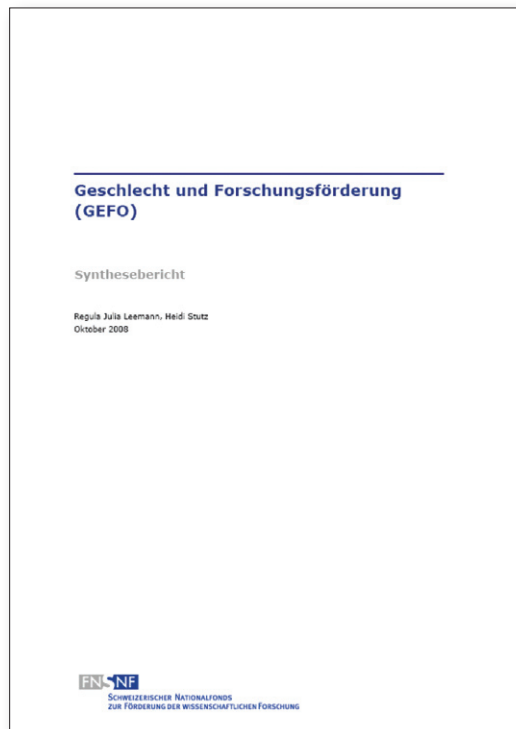 Geschlecht und Forschungsförderung
(GEFO)
Synthesebericht
Regula Julia Leemann, Heidi Stutz
Oktober 2008
FNSNF
SCHWEIZERISCHER NATIONALFONDS
ZUR FÖRDERUNG DER WISSENSCHAFTLICHEN FORSCHUNG